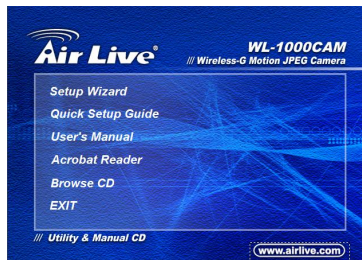 Air Live®
WL-1000CAM
/// Wireless-G Motion JPEG Camera
Setup Wizard
Quick Setup Guide
User's Manual
Acrobat Reader
Browse CD
EXIT
/// Utility & Manual CD
www.airlive.com